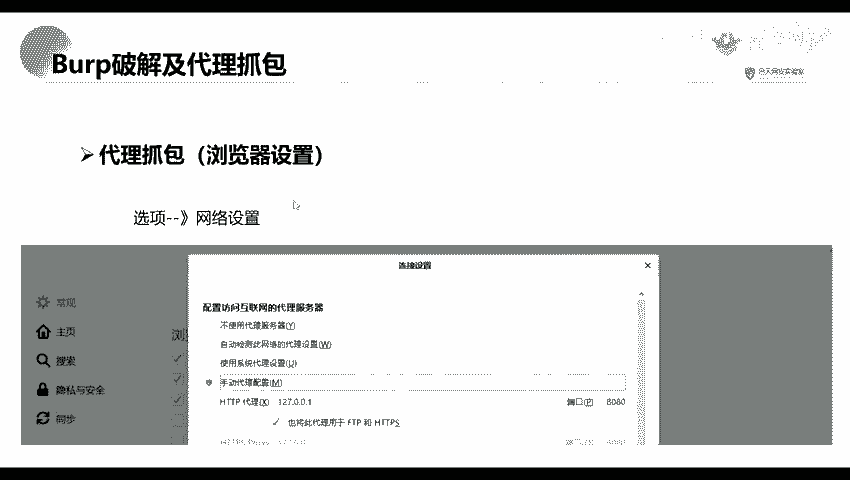 Burp破解及代理抓包
代理抓包（浏览器设置）
选项--》网络设置
连接设置
配置访问互联网的代理服务器
常规
不使用代理服务器(Y)
主页
自动检测此网络的代理设置(W)
搜索
使用系统代理设置(U)
手动代理配置(M)
隐私与安全
HTTP 代理(X) 127.0.0.1 端口(P) 8080
同步
也将此代理用于 FTP 和 HTTPS